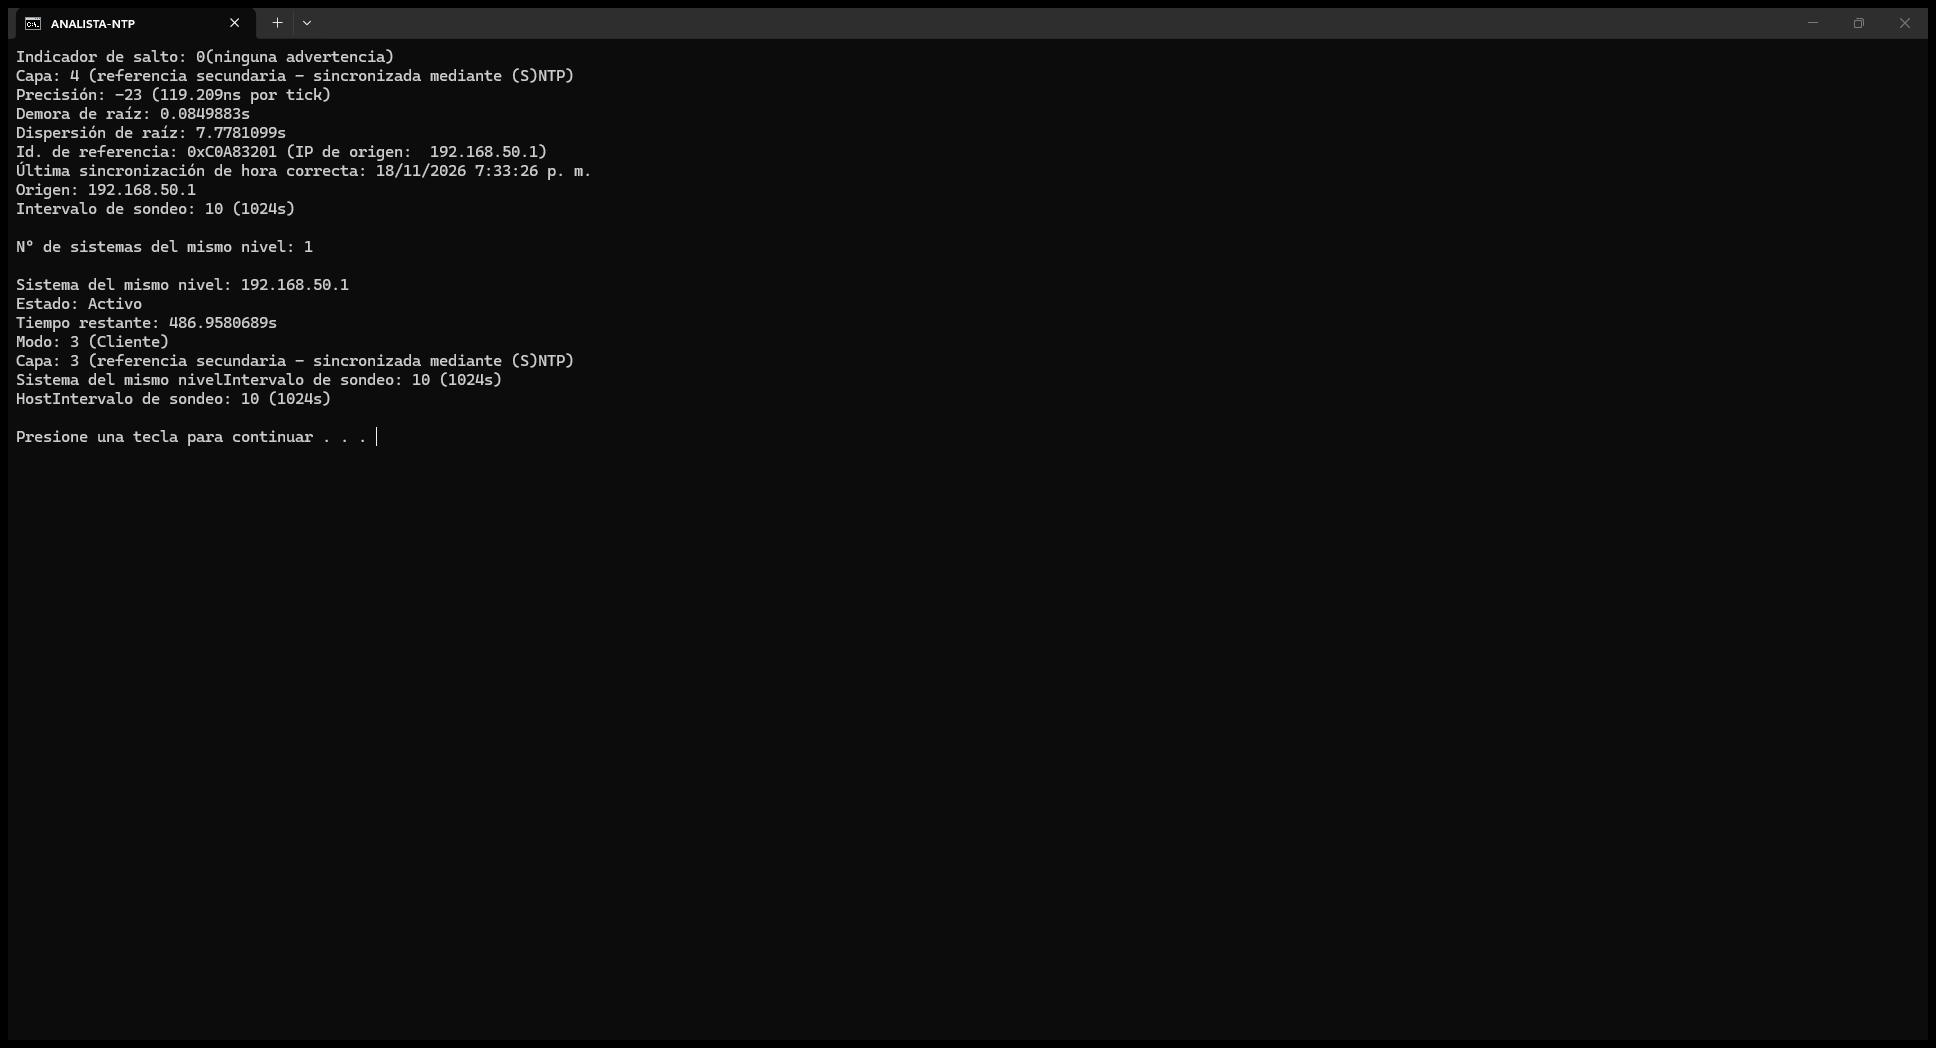 ANALISTA-NTP
Indicador de salto: 0(ninguna advertencia)
Capa: 4 (referencia secundaria - sincronizada mediante (S)NTP)
Precisión: -23 (119.209ns por tick)
Demora de raíz: 0.0849883s
Dispersión de raíz: 7.7781099s
Id. de referencia: 0xC0A83201 (IP de origen:  192.168.50.1)
Última sincronización de hora correcta: 18/11/2026 7:33:26 p. m.
Origen: 192.168.50.1
Intervalo de sondeo: 10 (1024s)

N° de sistemas del mismo nivel: 1

Sistema del mismo nivel: 192.168.50.1
Estado: Activo
Tiempo restante: 486.9580689s
Modo: 3 (Cliente)
Capa: 3 (referencia secundaria - sincronizada mediante (S)NTP)
Sistema del mismo nivelIntervalo de sondeo: 10 (1024s)
HostIntervalo de sondeo: 10 (1024s)

Presione una tecla para continuar . . .